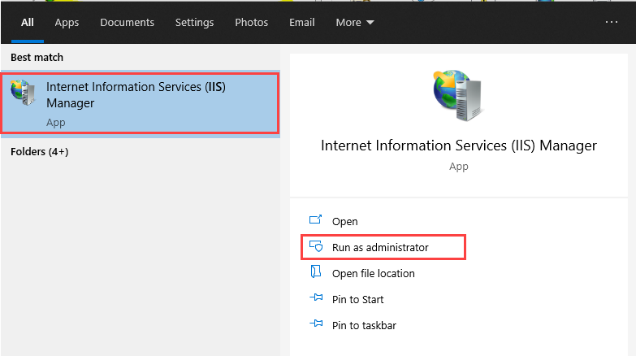 All Apps Documents Settings Photos Email More ...
Best match
Internet Information Services (IIS)
Manager
App
Folders (4+)
Internet Information Services (IIS) Manager
App
Open
Run as administrator
Open file location
Pin to Start
Pin to taskbar